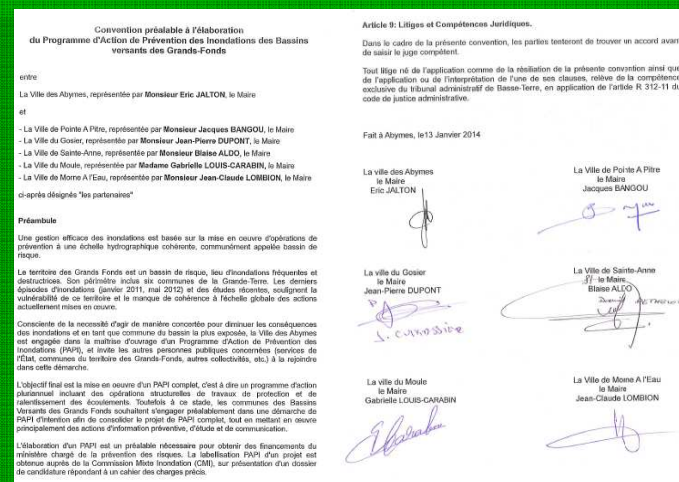 Convention préalable à l'élaboration
du Programme d'Action de Prévention des Inondations des Bassins
versants des Grands-Fonds
entre
La Ville des Abymes, représentée par Monsieur Eric JALTON, le Maire
et
- La Ville de Pointe A Pitre, représentée par Monsieur Jacques BANGOU, le Maire
- La Ville du Gosier, représentée par Monsieur Jean-Pierre DUPONT, le Maire
- La Ville de Sainte-Anne, représentée par Monsieur Blaise ALDO, le Maire
- La Ville du Moule, représentée par Madame Gabrielle LOUIS-CARABIN, le Maire
- La Ville de Morne A l'Eau, représentée par Monsieur Jean-Claude LOMBION, le Maire
ci-après désignés "les partenaires"
Préambule
Une gestion efficace des inondations est basée sur la mise en oeuvre d'opérations de
prévention à une échelle hydrographique cohérente, communément appelée bassin de
risque.
Le territoire des Grands Fonds est un bassin de risque, lieu d'inondations fréquentes et
destructrices. Son périmètre inclus six communes de la Grande-Terre. Les derniers
épisodes d'inondations (janvier 2011, mai 2012) et des études récentes, soulignent la
vulnérabilité de ce territoire et le manque de cohérence à l'échelle globale des actions
actuellement mises en œuvre.
Consciente de la necessité d'agir de manière concertée pour diminuer les conséquences
des inondations et en tant que commune du bassin la plus exposée, la Ville des Abymes
est engagée dans la maîtrise d'ouvrage d'un Programme d'Action de Prévention des
Inondations (PAPI), et invite les autres personnes publiques concernées (services de
l'État, communes du territoire des Grands-Fonds, autres collectivités, etc.) à la rejoindre
dans cette démarche.
L'objectif final est la mise en oeuvre d'un PAPI complet, c'est à dire un programme d'action
pluriannuel incluant des opérations structurelles de travaux de protection et de
ralentissement des écoulements. Toutefois à ce stade, les communes des Bassins
Versants des Grands Fonds souhaitent s'engager préalablement dans une démarche de
PAPI d'intention afin de consolider le projet de PAPI complet, tout en mettant en œuvre
principalement des actions d'information préventive, d'étude et de communication.
L'élaboration d'un PAPI est un préalable nécessaire pour obtenir des financements du
ministère chargé de la prévention des risques. La labellisation PAPI d'un projet est
obtenue auprès de la Commission Mixte Inondation (CMI), sur présentation d'un dossier
de candidature répondant à un cahier des charges précis.
Article 9: Litiges et Compétences Juridiques.
Dans le cadre de la présente convention, les parties tenteront de trouver un accord avant
de saisir le juge compétent.
Tout litige né de l'application comme de la résiliation de la présente convention ainsi que
de l'application ou de l'interprétation de l'une de ses clauses, relève de la compétence
exclusive du tribunal administratif de Basse-Terre, en application de l'article R 312-11 du
code de justice administrative.
Fait à Abymes, le13 Janvier 2014
La ville des Abymes
le Maire
Eric JALTON
La Ville de Pointe A Pitre
le Maire
Jacques BANGOU
La ville du Gosier
le Maire
Jean-Pierre DUPONT
La Ville de Sainte-Anne
le Maire
Blaise ALDO
La ville du Moule
le Maire
Gabrielle LOUIS-CARABIN
La Ville de Morne A l'Eau
le Maire
Jean-Claude LOMBION